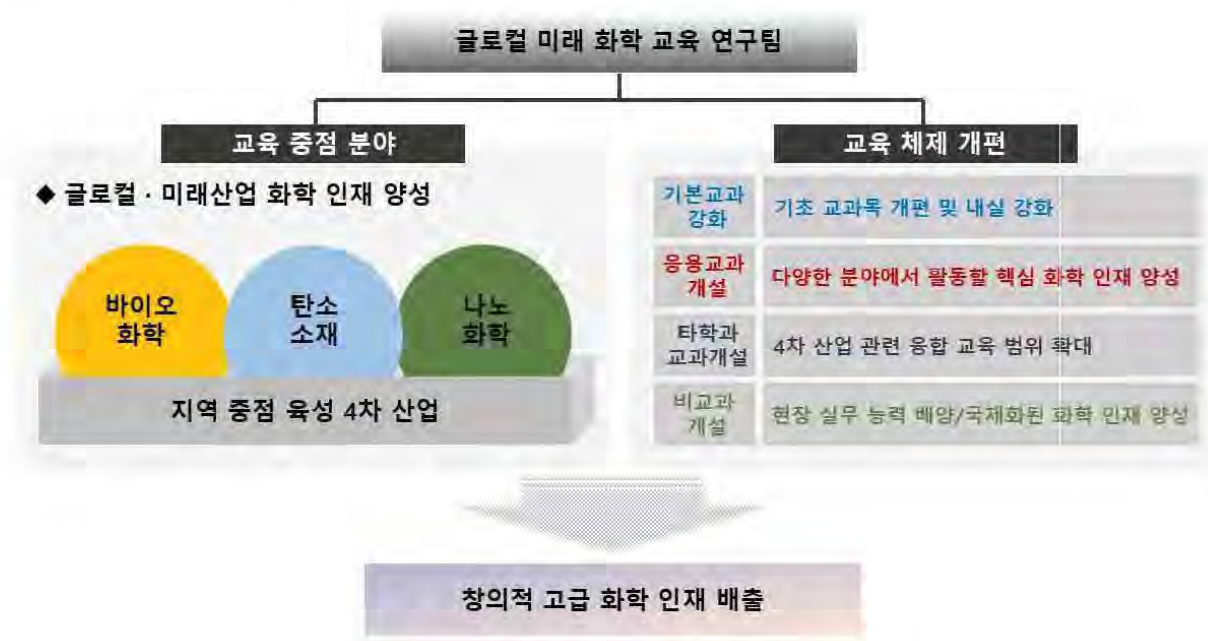 글로컬 미래 화학 교육 연구팀
교육 중점 분야
◆ 글로컬 · 미래산업 화학 인재 양성
바이오
화학
탄소
소재
나노
화학
지역 중점 육성 4차 산업
교육 체제 개편
기본교과
강화
기초 교과목 개편 및 내실 강화
응용교과
개설
다양한 분야에서 활동할 핵심 화학 인재 양성
타학과
교과개설
4차 산업 관련 융합 교육 범위 확대
비교과
개설
현장 실무 능력 배양/국제화된 화학 인재 양성
창의적 고급 화학 인재 배출